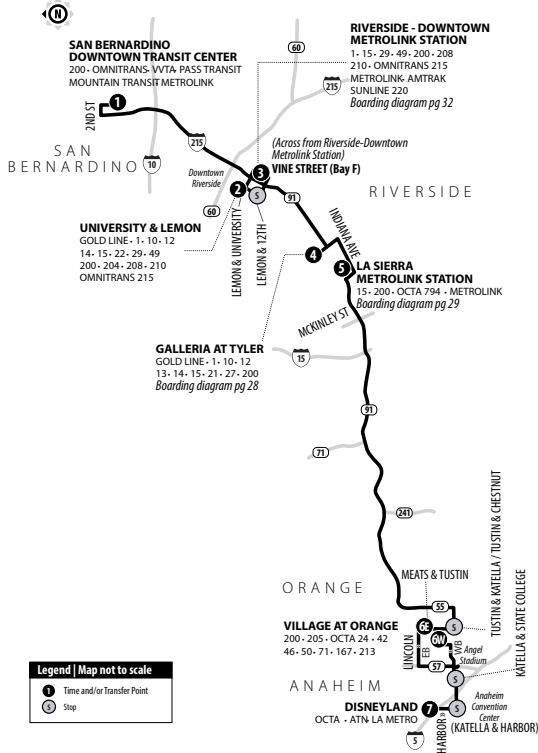 N
SAN BERNARDINO
DOWNTOWN TRANSIT CENTER
200 • OMNITRANS• VVTA• PASS TRANSIT
MOUNTAIN TRANSIT• METROLINK
2ND ST
1
SAN
BERNARDINO
10
215
60
215
RIVERSIDE - DOWNTOWN
METROLINK STATION
1 • 15 • 29 • 49 • 200 • 208
210 • OMNITRANS 215
METROLINK• AMTRAK
SUNLINE 220
Boarding diagram pg 32
(Across from Riverside-Downtown
Metrolink Station)
3 VINE STREET (Bay F)
Downtown
Riverside
2
S
60
91
RIVERSIDE
UNIVERSITY & LEMON
GOLD LINE • 1 • 10 • 12
14 • 15 • 22 • 29 • 49
200 • 204 • 208 • 210
OMNITRANS 215
LEMON & UNIVERSITY
LEMON & 12TH
INDIANA AVE
4
5 LA SIERRA
METROLINK STATION
15 • 200 • OCTA 794 • METROLINK
Boarding diagram pg 29
MCKINLEY ST
GALLERIA AT TYLER
GOLD LINE • 1 • 10 • 12
13 • 14 • 15 • 21 • 27 • 200
Boarding diagram pg 28
15
91
71
241
ORANGE
MEATS & TUSTIN
TUSTIN & KATELLA / TUSTIN & CHESTNUT
KATELLA & STATE COLLEGE
55
VILLAGE AT ORANGE
200 • 205 • OCTA 24 • 42
46 • 50 • 71 • 167 • 213
6E
6W
S
LINCOLN
EB
WB
Angel
Stadium
57
S
ANAHEIM
DISNEYLAND
OCTA • ATN• LA METRO
7
S
HARBOR »
5
Anaheim
Convention
Center
(KATELLA & HARBOR)
Legend | Map not to scale
1 Time and/or Transfer Point
S Stop